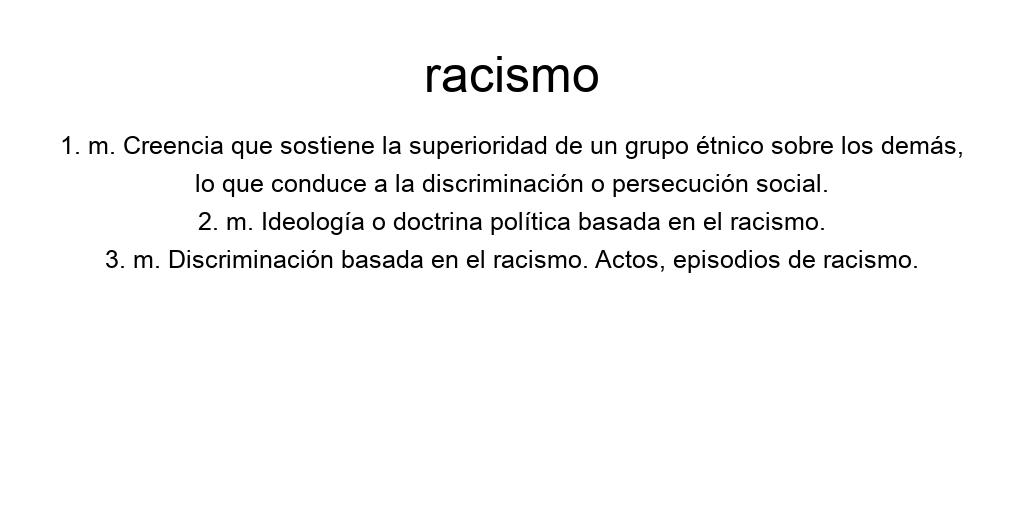 racismo
1. m. Creencia que sostiene la superioridad de un grupo étnico sobre los demás,
lo que conduce a la discriminación o persecución social.
2. m. Ideología o doctrina política basada en el racismo.
3. m. Discriminación basada en el racismo. Actos, episodios de racismo.